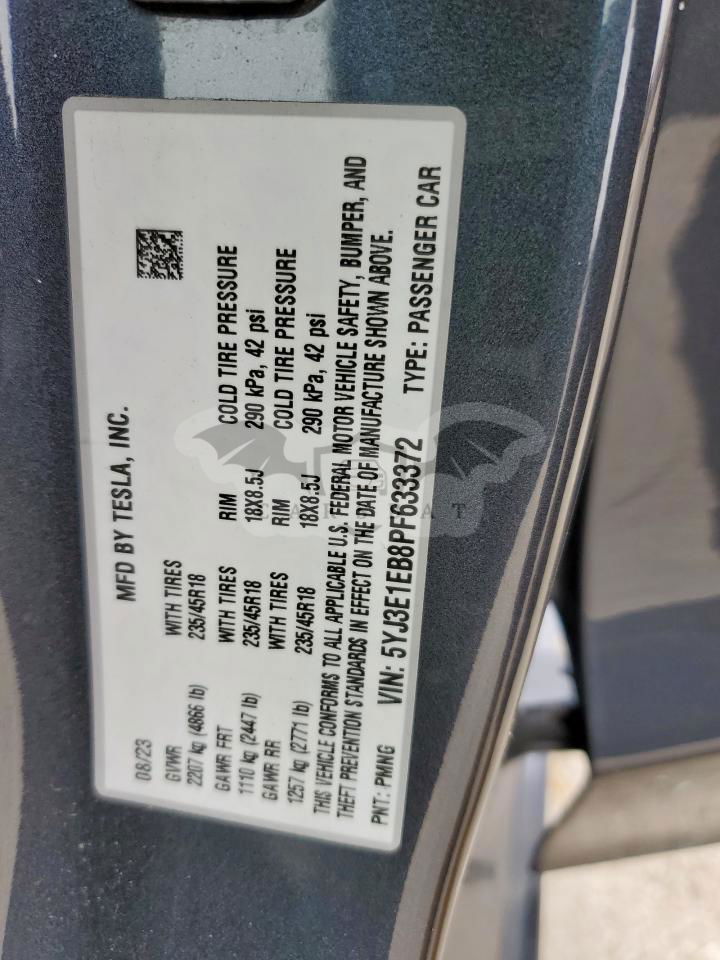 MFD BY TESLA, INC.
08/23
GVWR WITH TIRES
2207 kg (4866 lb) 235/45R18
GAWR FRT WITH TIRES RIM COLD TIRE PRESSURE
1110 kg (2447 lb) 235/45R18 18X8.5J 290 kPa, 42 psi
GAWR RR WITH TIRES RIM COLD TIRE PRESSURE
1257 kg (2771 lb) 235/45R18 18X8.5J 290 kPa, 42 psi
THIS VEHICLE CONFORMS TO ALL APPLICABLE U.S. FEDERAL MOTOR VEHICLE SAFETY, BUMPER, AND
THEFT PREVENTION STANDARDS IN EFFECT ON THE DATE OF MANUFACTURE SHOWN ABOVE.
PNT: PMNG VIN: 5YJ3E1EB8PF633372 TYPE: PASSENGER CAR